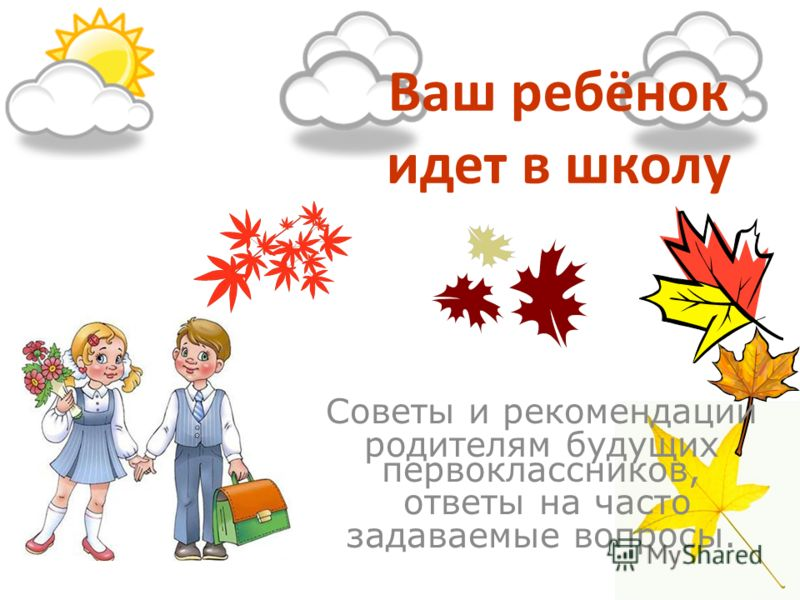 Ваш ребёнок
идет в школу
Советы и рекомендации
родителям будущих
первоклассников,
ответы на часто
задаваемые вопросы.
MyShared